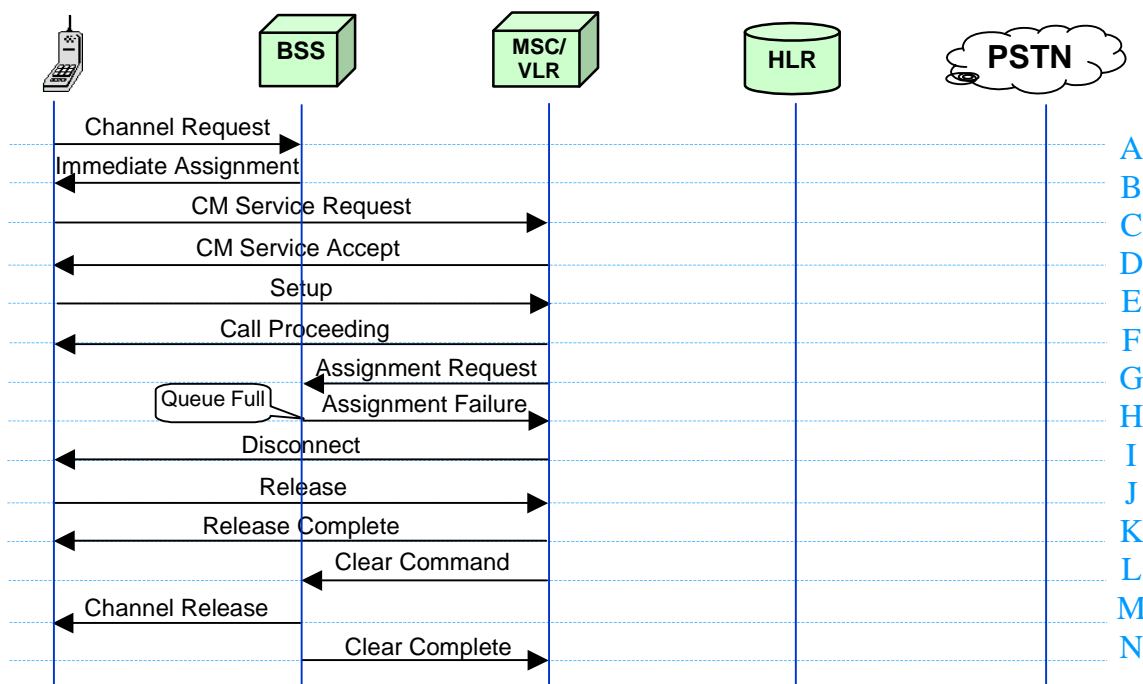 BSS
MSC/
VLR
HLR
PSTN
Channel Request
A
Immediate Assignment
B
CM Service Request
C
CM Service Accept
D
Setup
E
Call Proceeding
F
Assignment Request
G
Queue Full
Assignment Failure
H
Disconnect
I
Release
J
Release Complete
K
Clear Command
L
Channel Release
M
Clear Complete
N